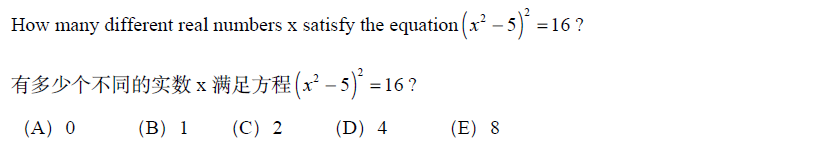 How many different real numbers x satisfy the equation (x² − 5)² = 16 ?
有多少个不同的实数 x 满足方程 (x² − 5)² = 16 ?
(A) 0 (B) 1 (C) 2 (D) 4 (E) 8